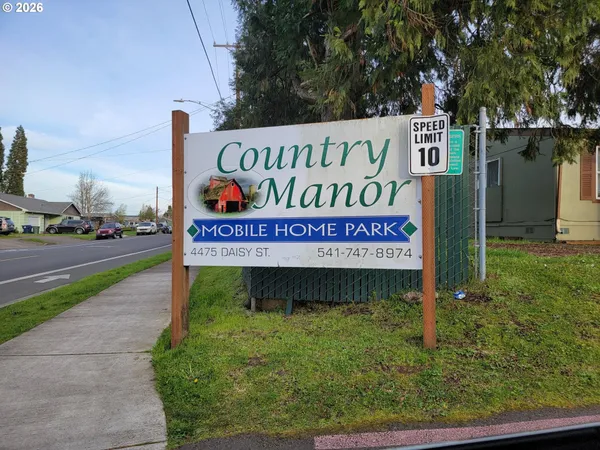 © 2026
Country
Manor
MOBILE HOME PARK
4475 DAISY ST. 541-747-8974
SPEED
LIMIT
10